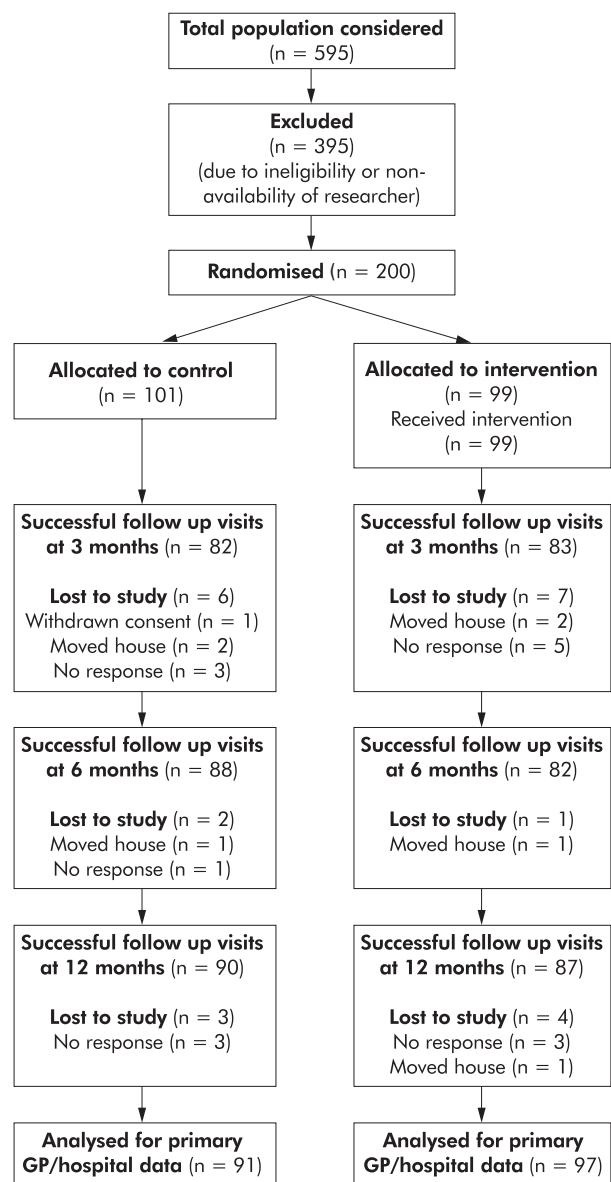 Total population considered
(n = 595)
Excluded
(n = 395)
(due to ineligibility or non-
availability of researcher)
Randomised (n = 200)
Allocated to control
(n = 101)
Allocated to intervention
(n = 99)
Received intervention
(n = 99)
Successful follow up visits
at 3 months (n = 82)
Lost to study (n = 6)
Withdrawn consent (n = 1)
Moved house (n = 2)
No response (n = 3)
Successful follow up visits
at 3 months (n = 83)
Lost to study (n = 7)
Moved house (n = 2)
No response (n = 5)
Successful follow up visits
at 6 months (n = 88)
Lost to study (n = 2)
Moved house (n = 1)
No response (n = 1)
Successful follow up visits
at 6 months (n = 82)
Lost to study (n = 1)
Moved house (n = 1)
Successful follow up visits
at 12 months (n = 90)
Lost to study (n = 3)
No response (n = 3)
Successful follow up visits
at 12 months (n = 87)
Lost to study (n = 4)
No response (n = 3)
Moved house (n = 1)
Analysed for primary
GP/hospital data (n = 91)
Analysed for primary
GP/hospital data (n = 97)